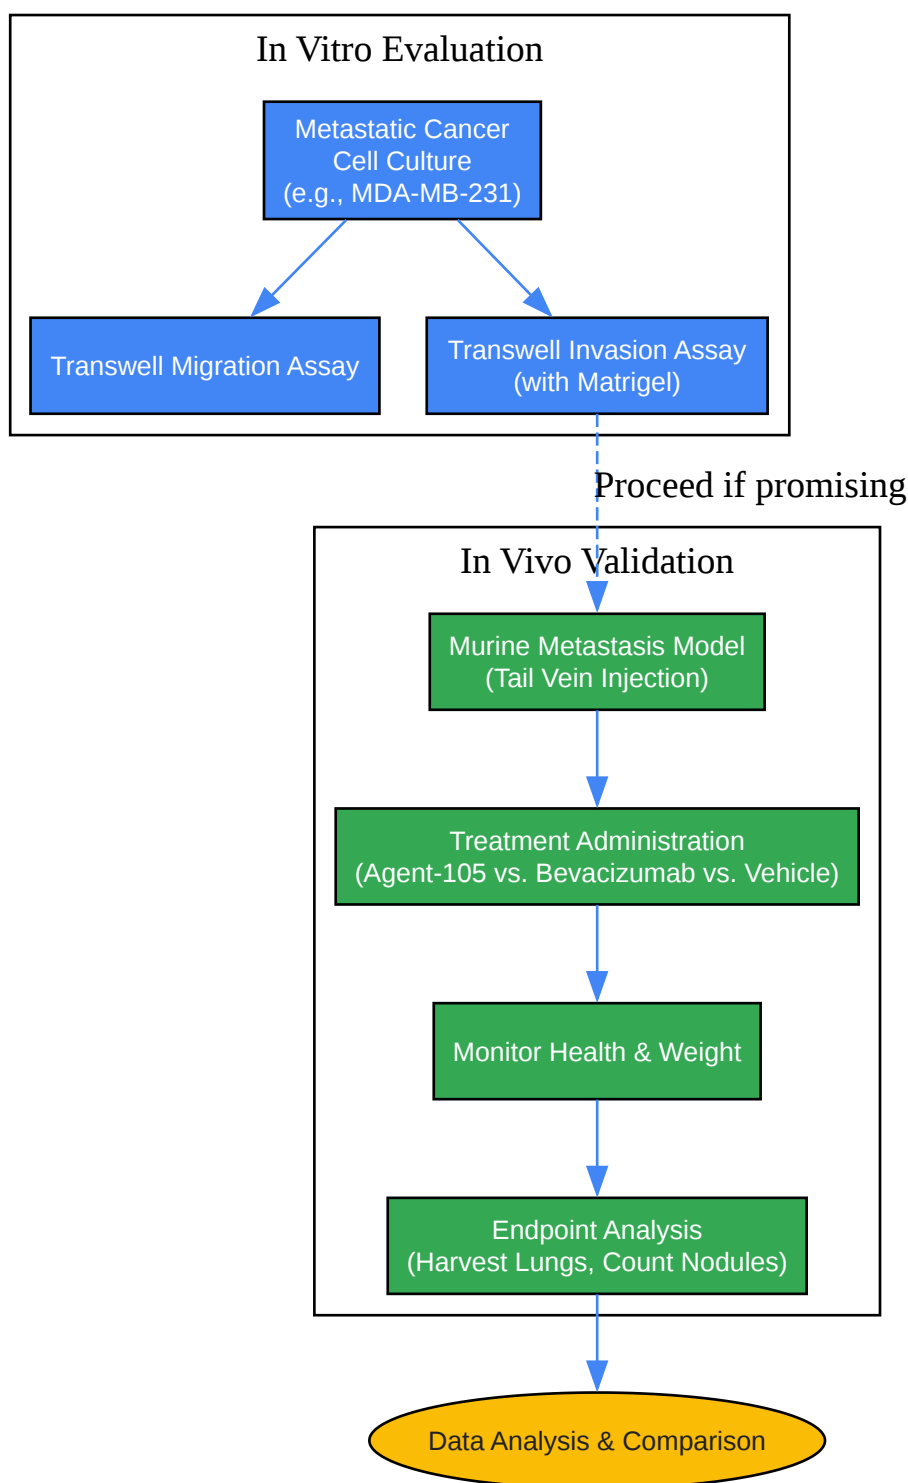 In Vitro Evaluation
Metastatic Cancer
Cell Culture
(e.g., MDA-MB-231)
Transwell Migration Assay
Transwell Invasion Assay
(with Matrigel)
Proceed if promising
In Vivo Validation
Murine Metastasis Model
(Tail Vein Injection)
Treatment Administration
(Agent-105 vs. Bevacizumab vs. Vehicle)
Monitor Health & Weight
Endpoint Analysis
(Harvest Lungs, Count Nodules)
Data Analysis & Comparison